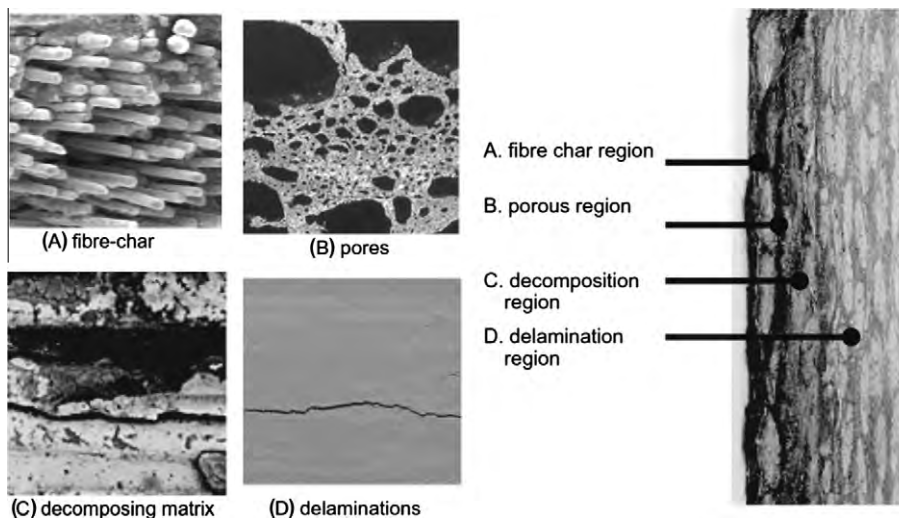 (A) fibre-char
(B) pores
(C) decomposing matrix
(D) delaminations
A. fibre char region
B. porous region
C. decomposition
region
D. delamination
region